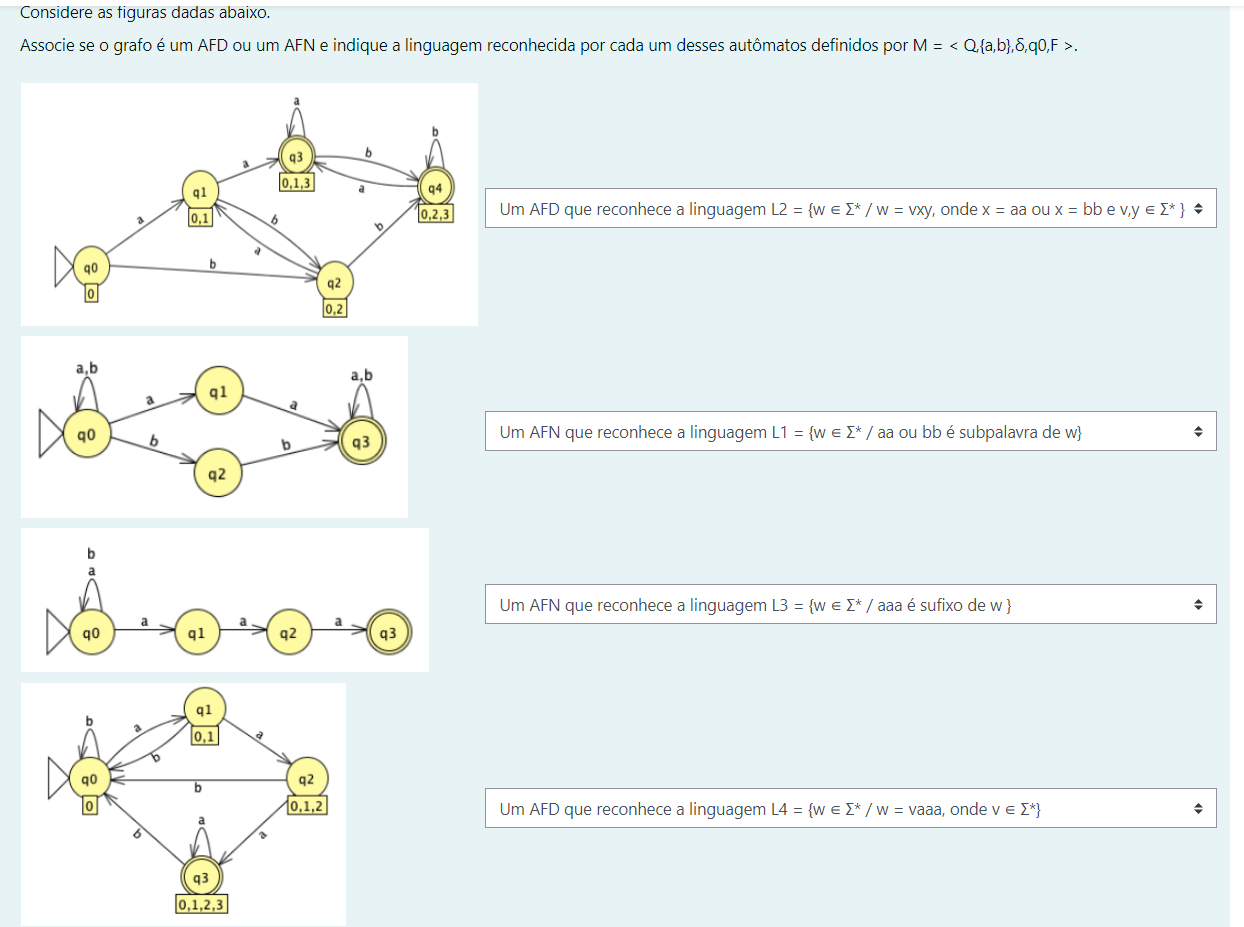 Considere as figuras dadas abaixo.
Associe se o grafo é um AFD ou um AFN e indique a linguagem reconhecida por cada um desses autômatos definidos por M = < Q,{a,b},δ,q0,F >.
a
b
q3
b
a
0,1,3
a
q4
q1
0,2,3
0,1
a
b
b
a
q0
b
q2
0
0,2
Um AFD que reconhece a linguagem L2 = {w ∈ Σ* / w = vxy, onde x = aa ou x = bb e v,y ∈ Σ* }
a,b
a,b
q1
a
a
q0
b
b
q3
q2
Um AFN que reconhece a linguagem L1 = {w ∈ Σ* / aa ou bb é subpalavra de w}
b
a
a
a
a
q0
q1
q2
q3
Um AFN que reconhece a linguagem L3 = {w ∈ Σ* / aaa é sufixo de w }
q1
b
a
0,1
a
b
q0
q2
b
0
0,1,2
a
b
a
q3
0,1,2,3
Um AFD que reconhece a linguagem L4 = {w ∈ Σ* / w = vaaa, onde v ∈ Σ*}